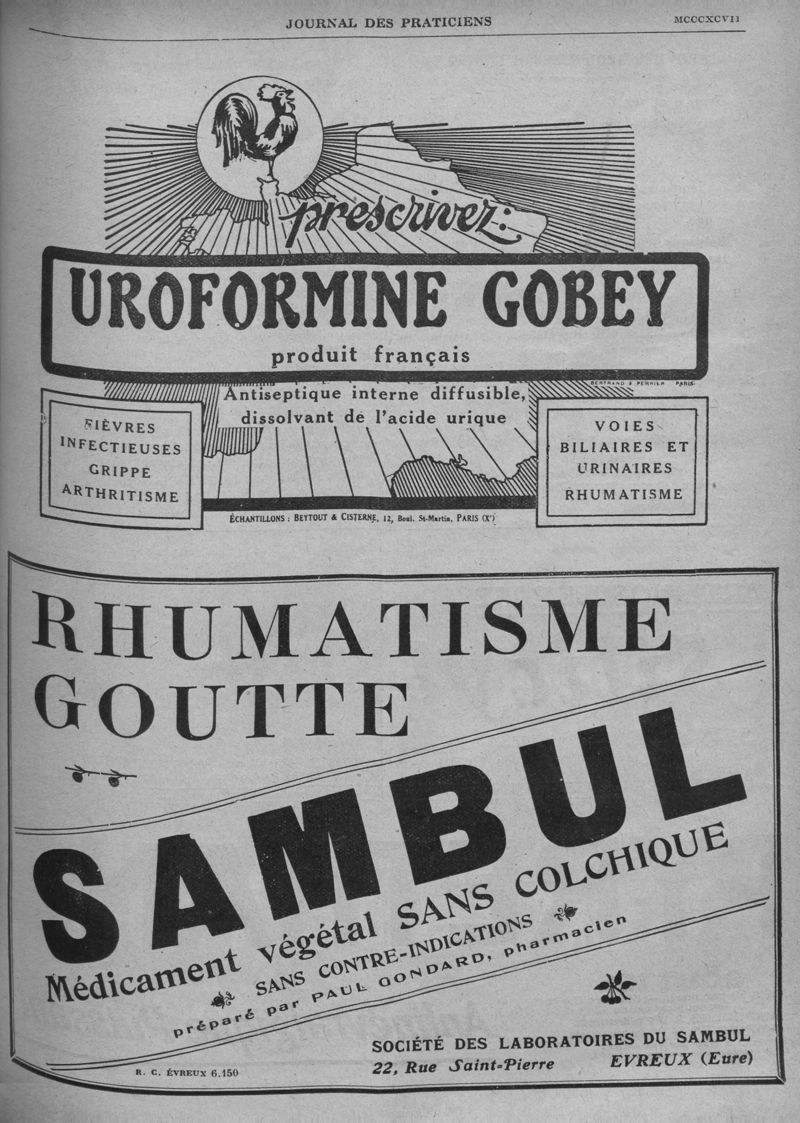 JOURNAL DES PRATICIENS
MCCCXCVII
prescrivez:
UROFORMINE GOBEY
produit français
BERTRAND & PERRIER PARIS.
Antiseptique interne diffusible,
dissolvant de l'acide urique
FIÈVRES
INFECTIEUSES
GRIPPE
ARTHRITISME
VOIES
BILIAIRES ET
URINAIRES
RHUMATISME
ÉCHANTILLONS : BEYTOUT & CISTERNE, 12, Boul. St-Martin, PARIS (Xe)
RHUMATISME
GOUTTE
SAMBUL
Médicament végétal SANS COLCHIQUE
SANS CONTRE-INDICATIONS
préparé par PAUL GONDARD, pharmacien
SOCIÉTÉ DES LABORATOIRES DU SAMBUL
22, Rue Saint-Pierre EVREUX (Eure)
R. C. ÉVREUX 6.150